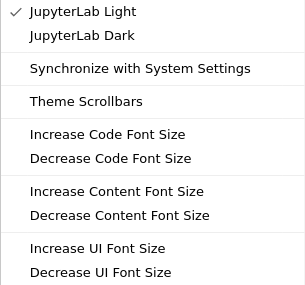 JupyterLab Light
JupyterLab Dark
Synchronize with System Settings
Theme Scrollbars
Increase Code Font Size
Decrease Code Font Size
Increase Content Font Size
Decrease Content Font Size
Increase UI Font Size
Decrease UI Font Size